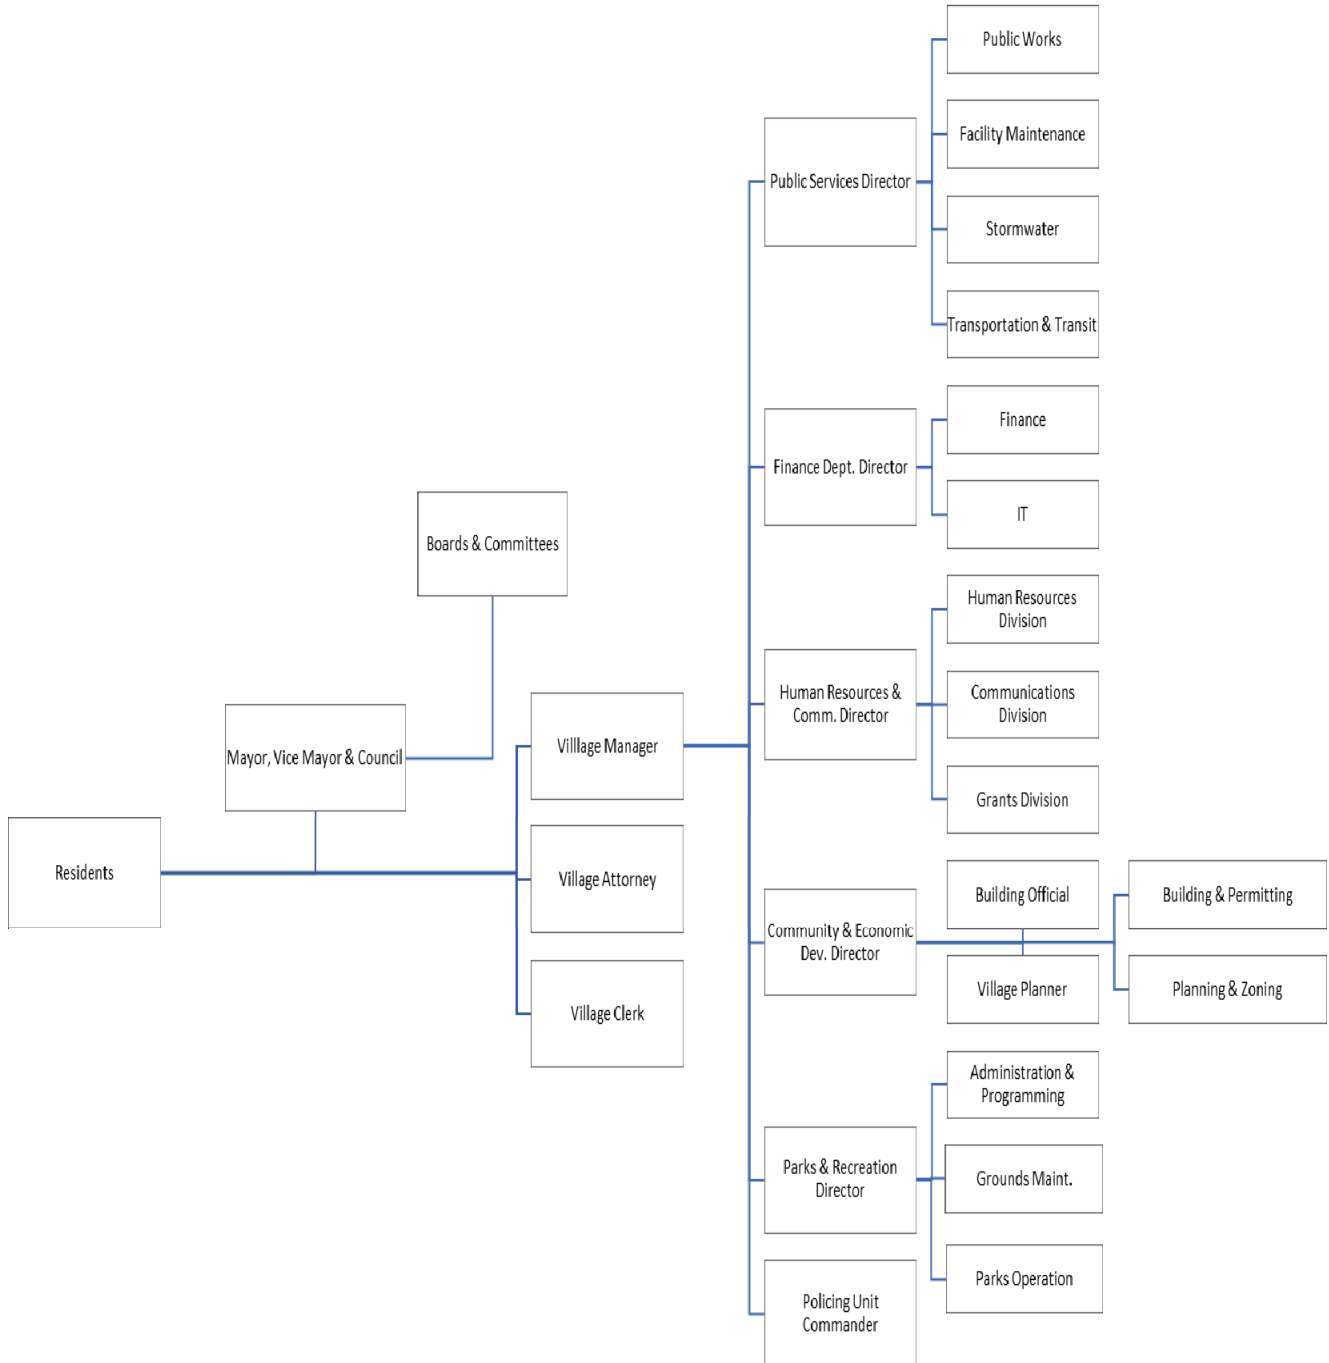 Residents
Mayor, Vice Mayor & Council
Boards & Committees
Villlage Manager
Village Attorney
Village Clerk
Public Services Director
Public Works
Facility Maintenance
Stormwater
Transportation & Transit
Finance Dept. Director
Finance
IT
Human Resources &
Comm. Director
Human Resources
Division
Communications
Division
Grants Division
Community & Economic
Dev. Director
Building Official
Village Planner
Building & Permitting
Planning & Zoning
Parks & Recreation
Director
Administration &
Programming
Grounds Maint.
Parks Operation
Policing Unit
Commander